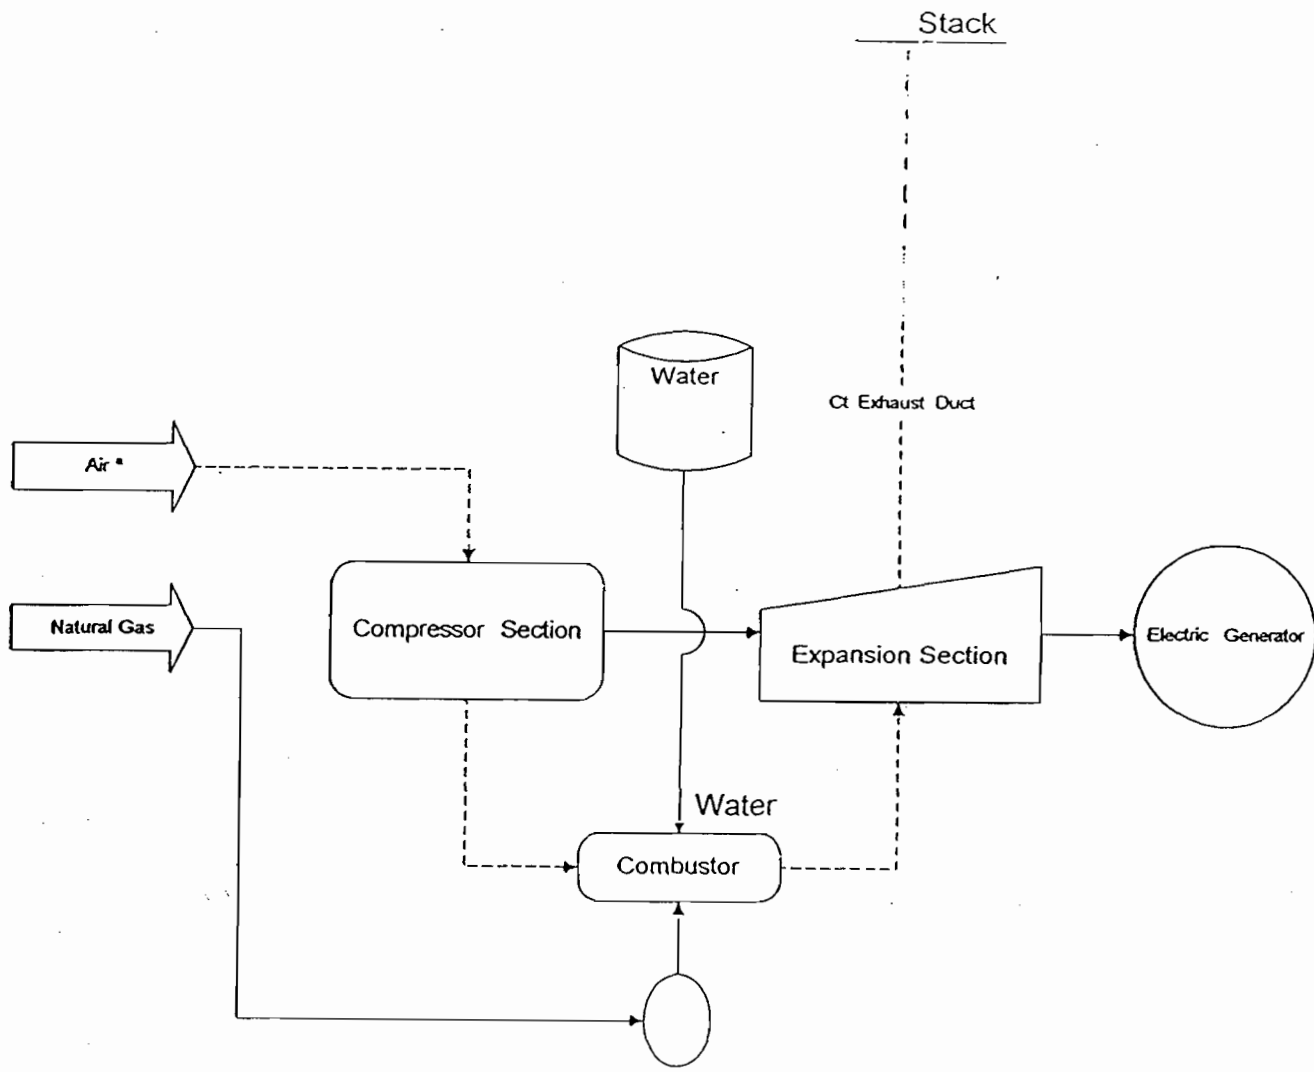 Stack
Water
Ct Exhaust Duct
Air *
Natural Gas
Compressor Section
Expansion Section
Electric Generator
Water
Combustor